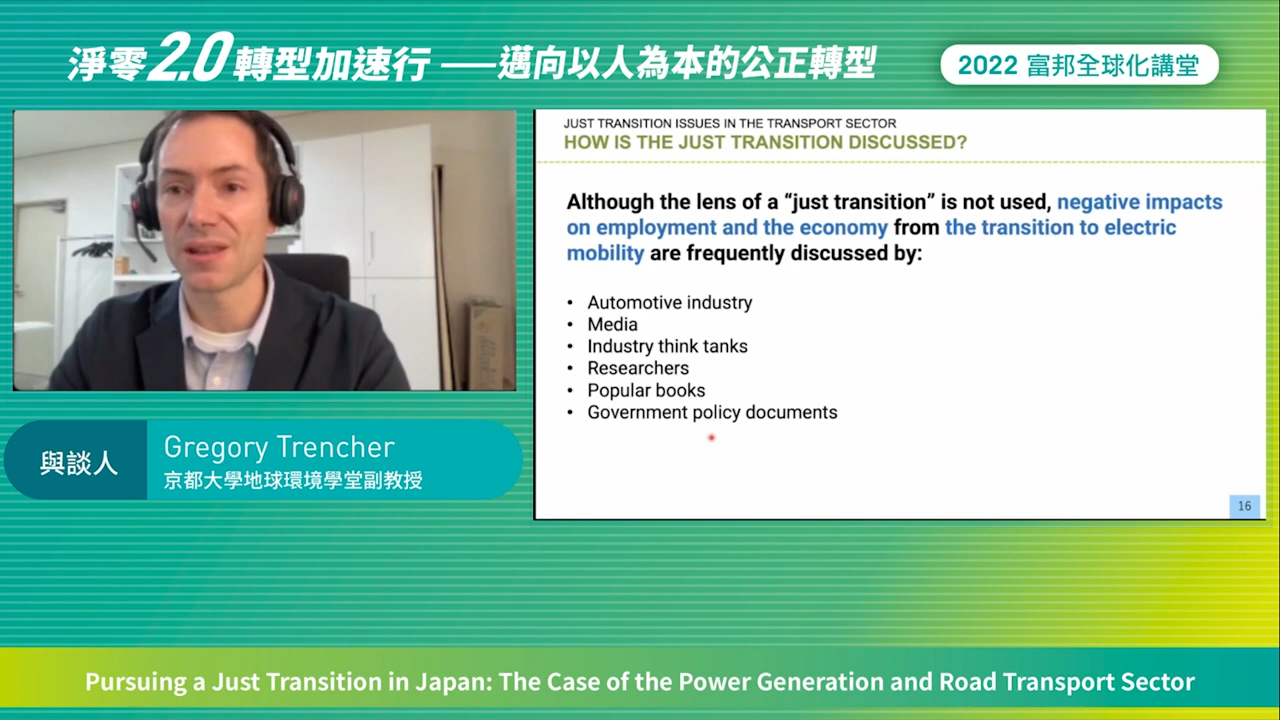 淨零2.0轉型加速行——邁向以人為本的公正轉型
2022 富邦全球化講堂
JUST TRANSITION ISSUES IN THE TRANSPORT SECTOR
HOW IS THE JUST TRANSITION DISCUSSED?
Although the lens of a “just transition” is not used, negative impacts
on employment and the economy from the transition to electric
mobility are frequently discussed by:
• Automotive industry
• Media
• Industry think tanks
• Researchers
• Popular books
• Government policy documents
16
與談人
Gregory Trencher
京都大學地球環境學堂副教授
Pursuing a Just Transition in Japan: The Case of the Power Generation and Road Transport Sector